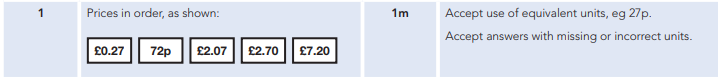 1 Prices in order, as shown: 1m Accept use of equivalent units, eg 27p.
Accept answers with missing or incorrect units.
£0.27 72p £2.07 £2.70 £7.20